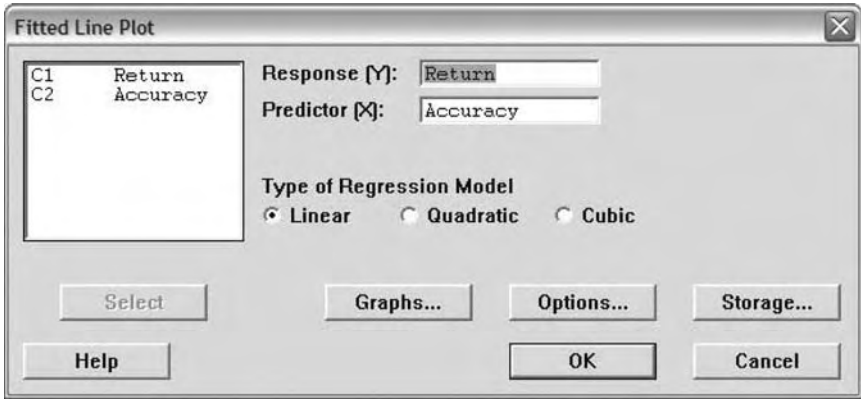 Fitted Line Plot
C1 Return
C2 Accuracy
Response (Y): Return
Predictor (X): Accuracy
Type of Regression Model
Linear Quadratic Cubic
Select Graphs... Options... Storage...
Help OK Cancel